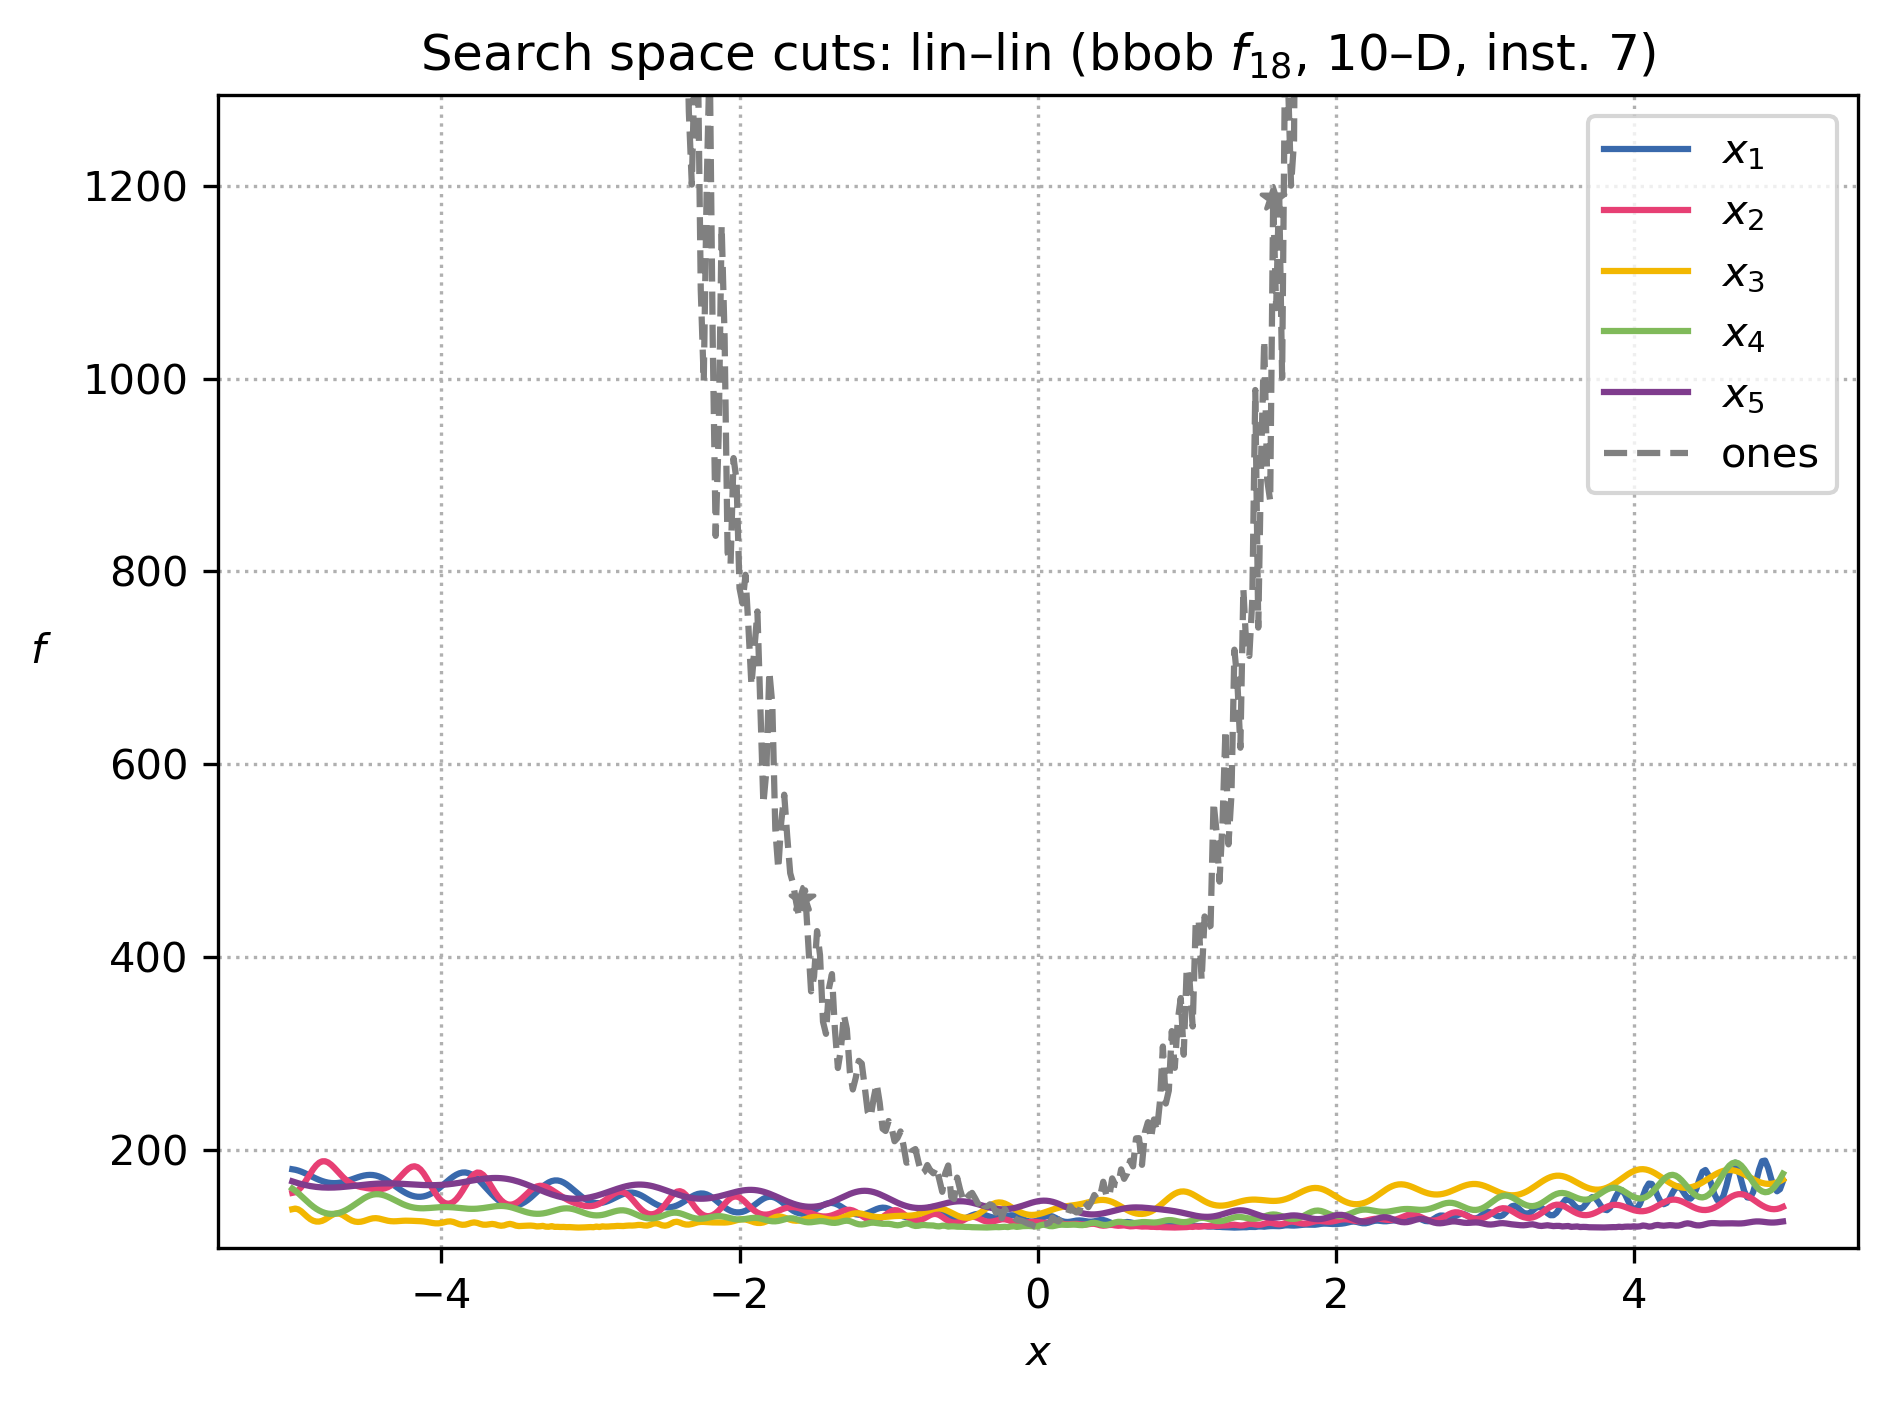 Search space cuts: lin–lin (bbob f₁₈, 10–D, inst. 7)
x₁
x₂
x₃
x₄
x₅
ones
1200
1000
800
600
400
200
f
−4 −2 0 2 4
x